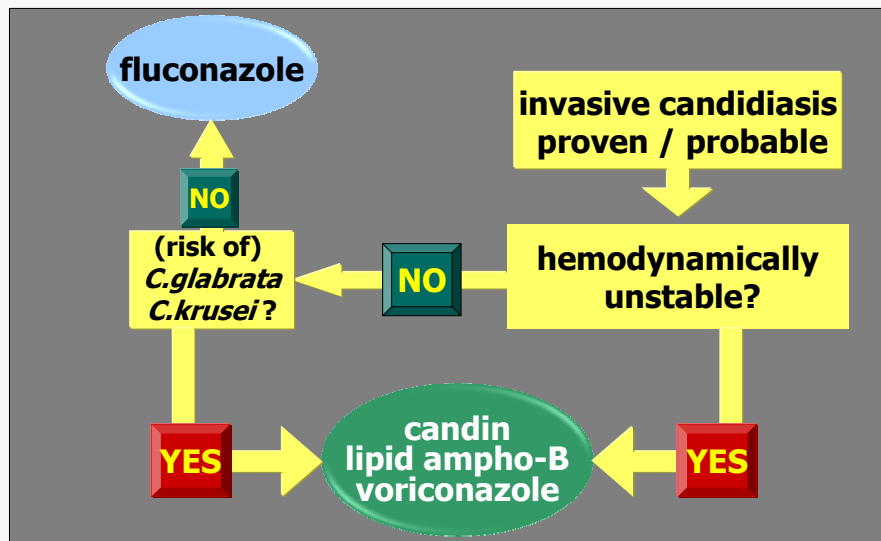 fluconazole
invasive candidiasis
proven / probable
NO
(risk of)
C.glabrata
C.krusei ?
NO
hemodynamically
unstable?
YES
candin
lipid ampho-B
voriconazole
YES